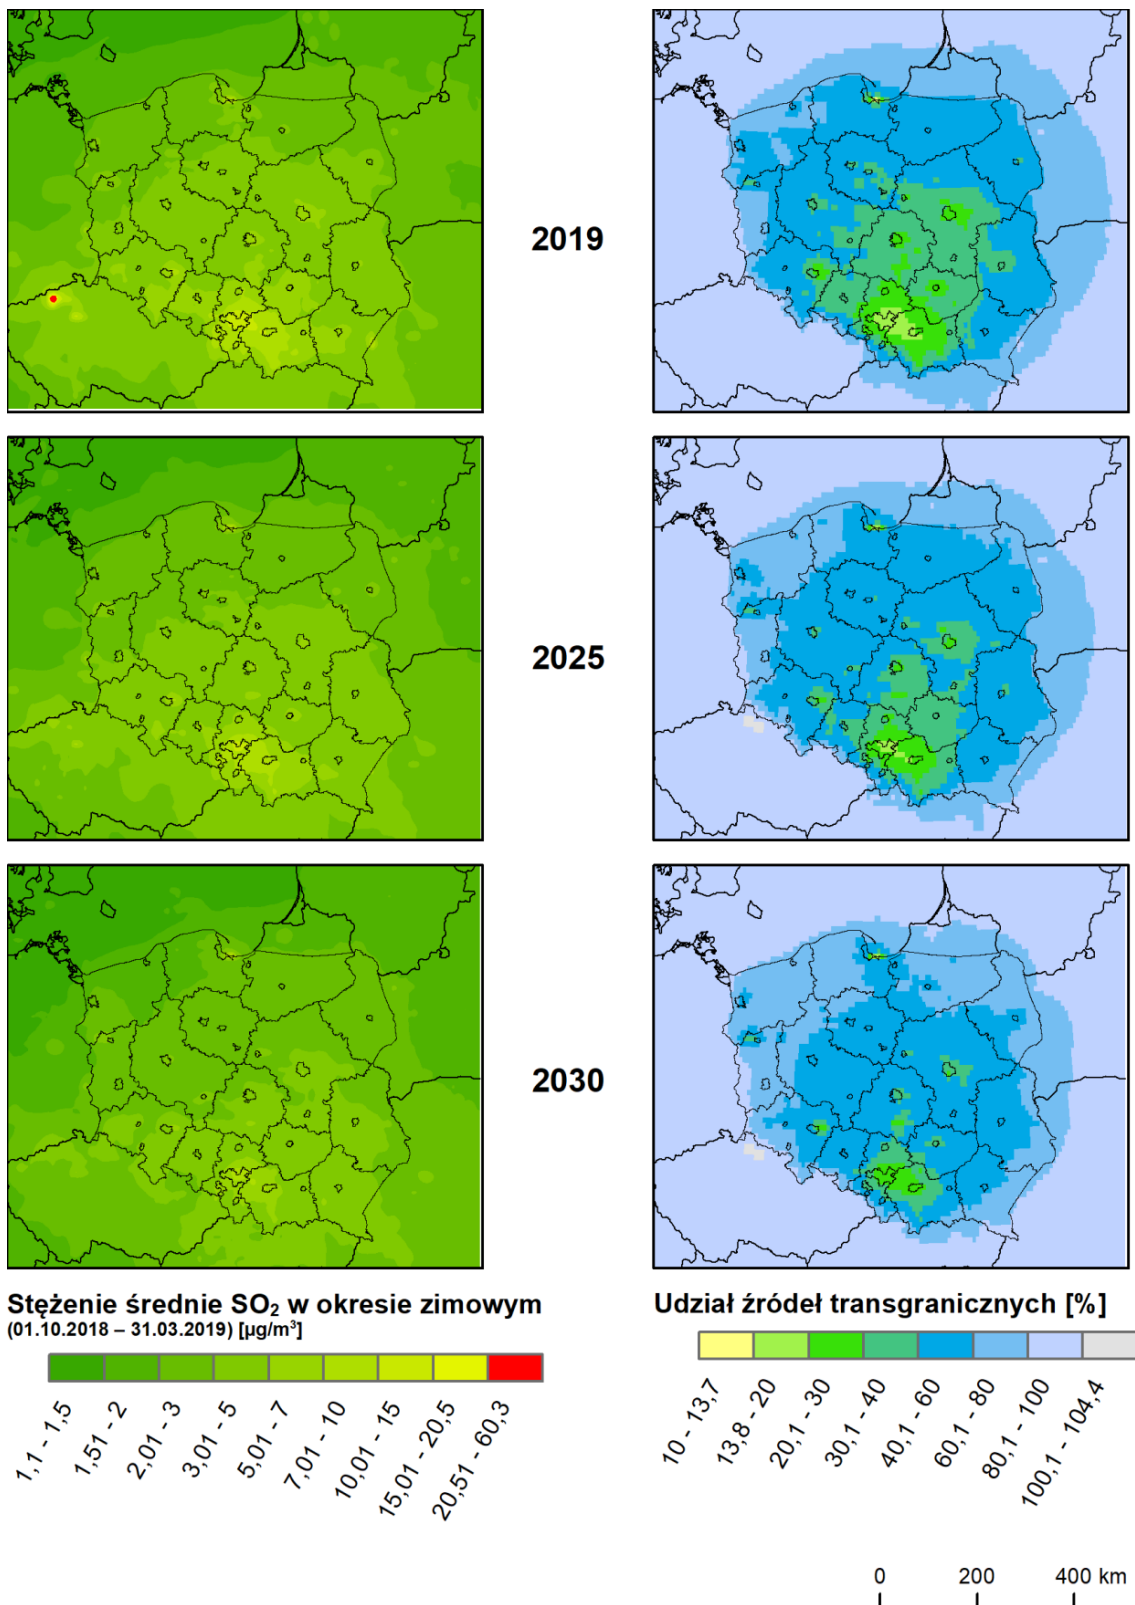 2019
2025
2030
Stężenie średnie SO₂ w okresie zimowym
(01.10.2018 – 31.03.2019) [µg/m³]
1,1 - 1,5
1,51 - 2
2,01 - 3
3,01 - 5
5,01 - 7
7,01 - 10
10,01 - 15
15,01 - 20,5
20,51 - 60,3
Udział źródeł transgranicznych [%]
10 - 13,7
13,8 - 20
20,1 - 30
30,1 - 40
40,1 - 60
60,1 - 80
80,1 - 100
100,1 - 104,4
0 200 400 km